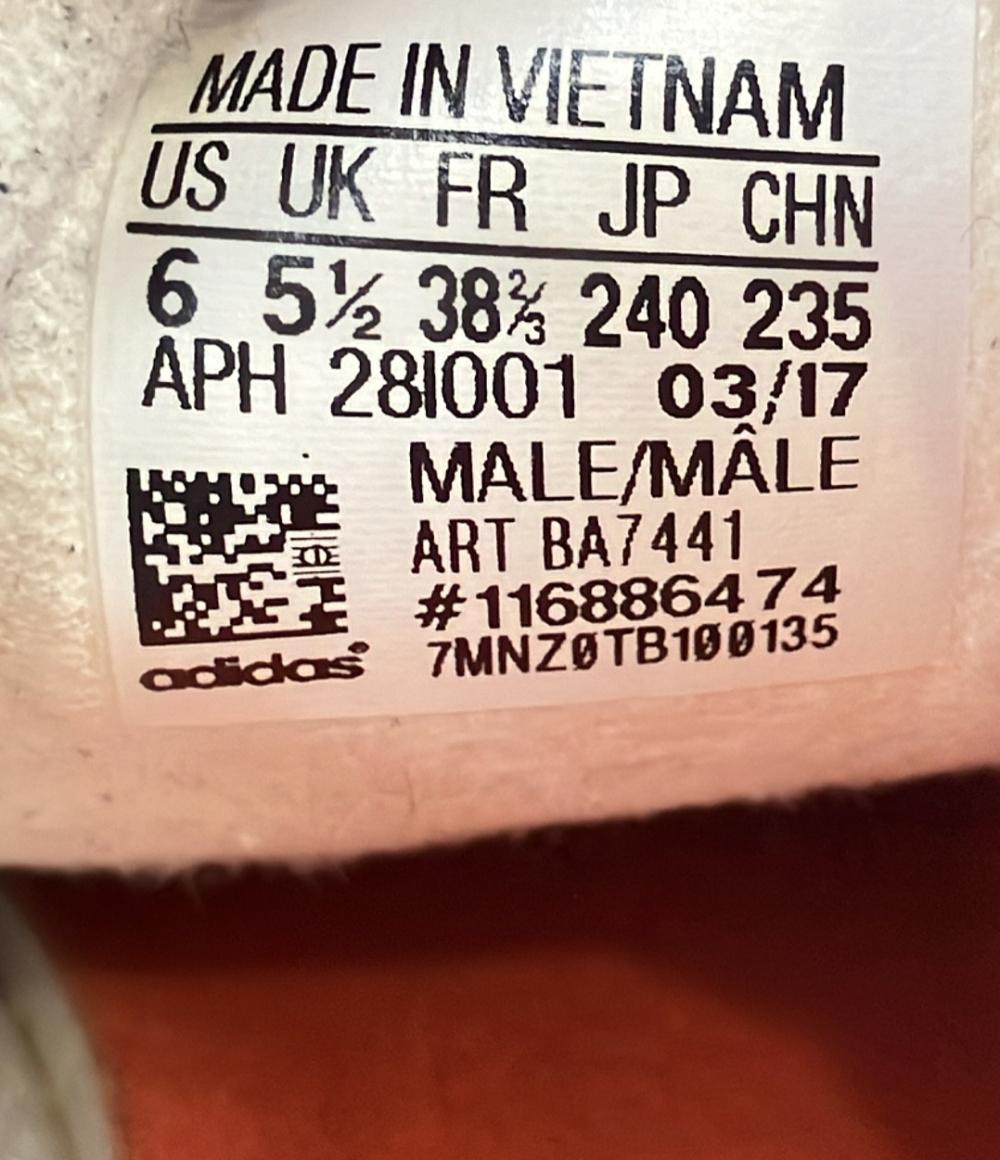 MADE IN VIETNAM
US UK FR JP CHN
6 5½ 38⅔ 240 235
APH 28I001 03/17
MALE/MÂLE
ART BA7441
#116886474
7MNZ0TB100135
adidas®